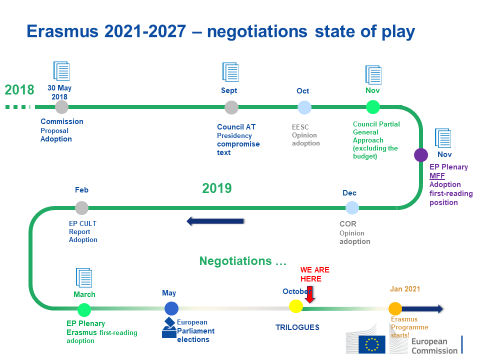 Erasmus 2021-2027 – negotiations state of play
2018
30 May
2018
Commission
Proposal
Adoption
Sept
Council AT
Presidency
compromise
text
Oct
EESC
Opinion
adoption
Nov
Council Partial
General
Approach
(excluding the
budget)
Nov
EP Plenary
MFF
Adoption
first-reading
position
2019
Dec
COR
Opinion
adoption
Feb
EP CULT
Report
Adoption
Negotiations …
March
EP Plenary
Erasmus first-reading
adoption
May
European
Parliament
elections
WE ARE
HERE
October
TRILOGUES
Jan 2021
Erasmus
Programme
starts!
European
Commission